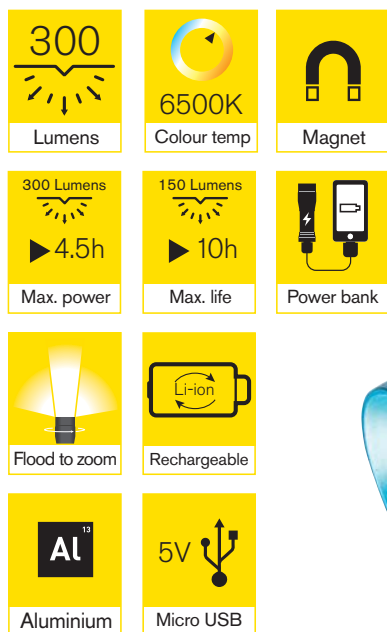 300
Lumens
6500K
Colour temp
Magnet
300 Lumens
4.5h
Max. power
150 Lumens
10h
Max. life
Power bank
Flood to zoom
Li-ion
Rechargeable
13
Al
Aluminium
5V
Micro USB